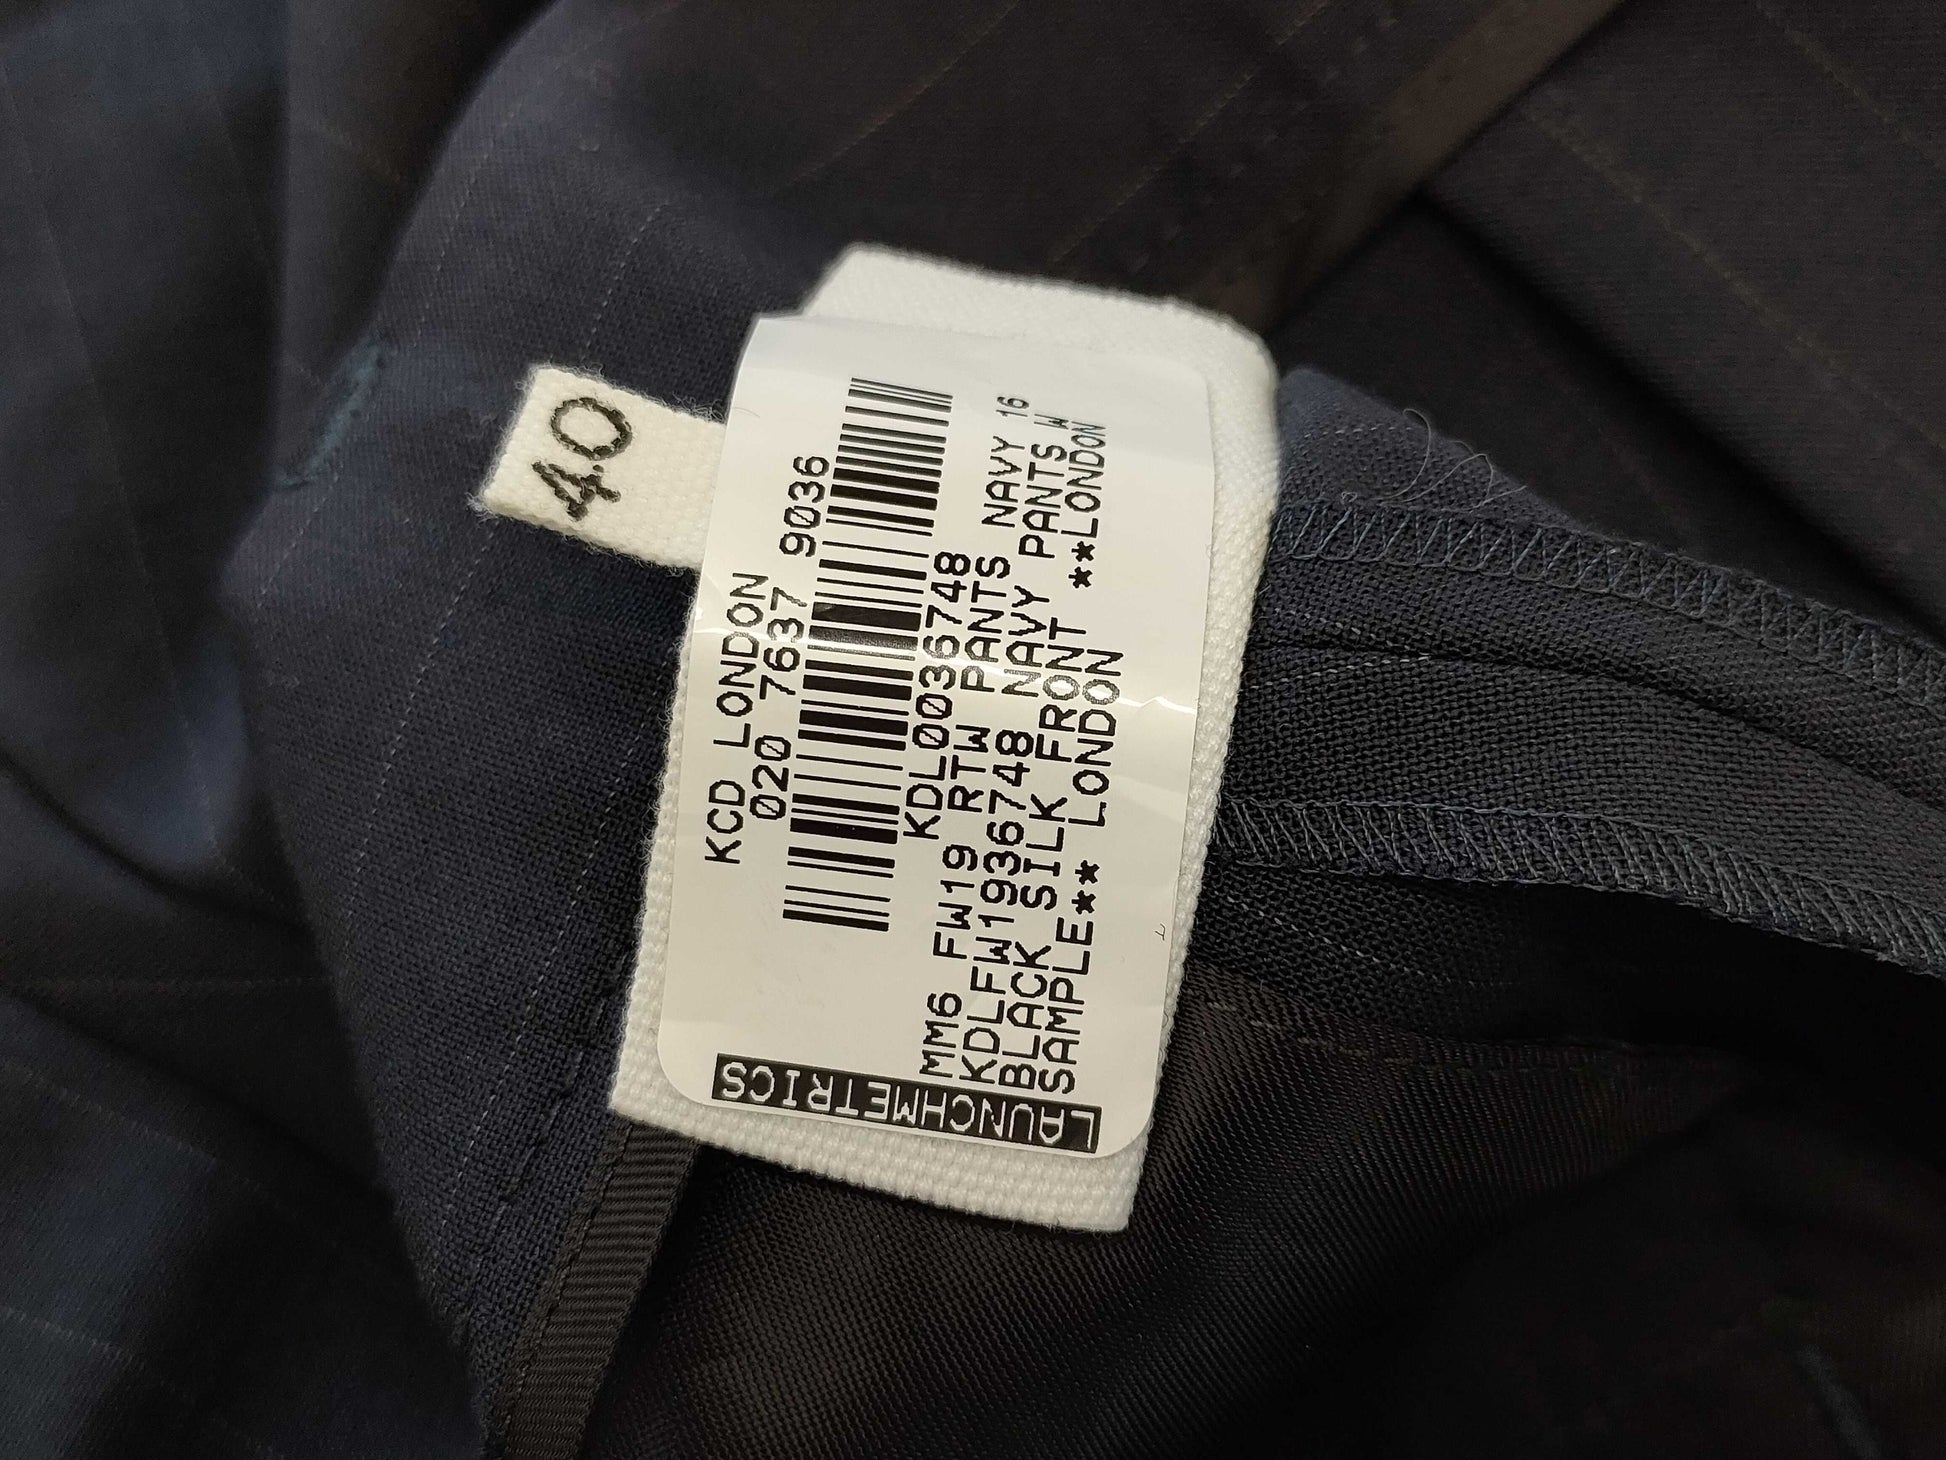 40
KCD LONDON
020 7637 9036
KDL0036748
MM6 FW19 RTW PANTS NAVY 16
KDLFW1936748 NAVY PANTS W
BLACK SILK FRONT **LONDON
SAMPLE** LONDON
LAUNCHMETRICS